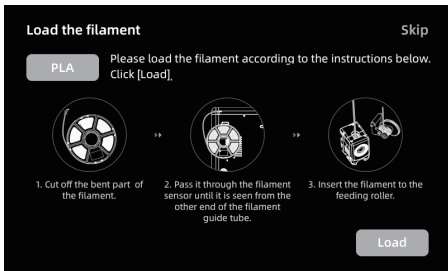 Load the filament
Skip
PLA
Please load the filament according to the instructions below.
Click [Load].
1. Cut off the bent part of
the filament.
2. Pass it through the filament
sensor until it is seen from the
other end of the filament
guide tube.
3. Insert the filament to the
feeding roller.
Load